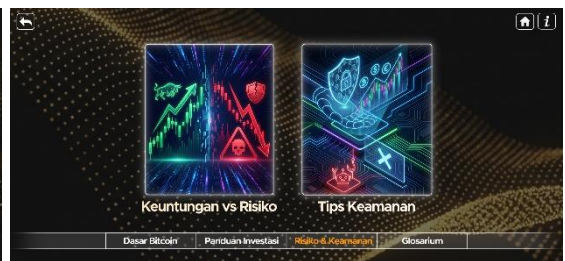 i
Keuntungan vs Risiko
Tips Keamanan
Dasar Bitcoin
Panduan Investasi
Risiko & Keamanan
Glosarium